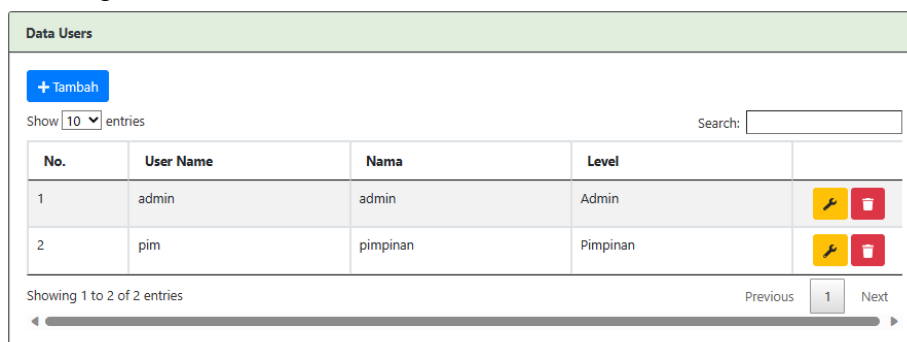 Data Users
+ Tambah
Show 10 entries
Search:
No. User Name Nama Level
1 admin admin Admin
2 pim pimpinan Pimpinan
Showing 1 to 2 of 2 entries
Previous 1 Next